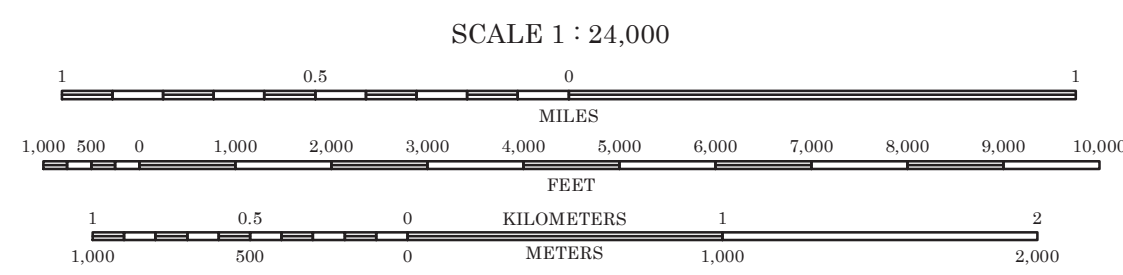 SCALE 1 : 24,000
1 0.5 0 1
MILES
1,000 500 0 1,000 2,000 3,000 4,000 5,000 6,000 7,000 8,000 9,000 10,000
FEET
1 0.5 0 KILOMETERS 1 2
1,000 500 0 METERS 1,000 2,000